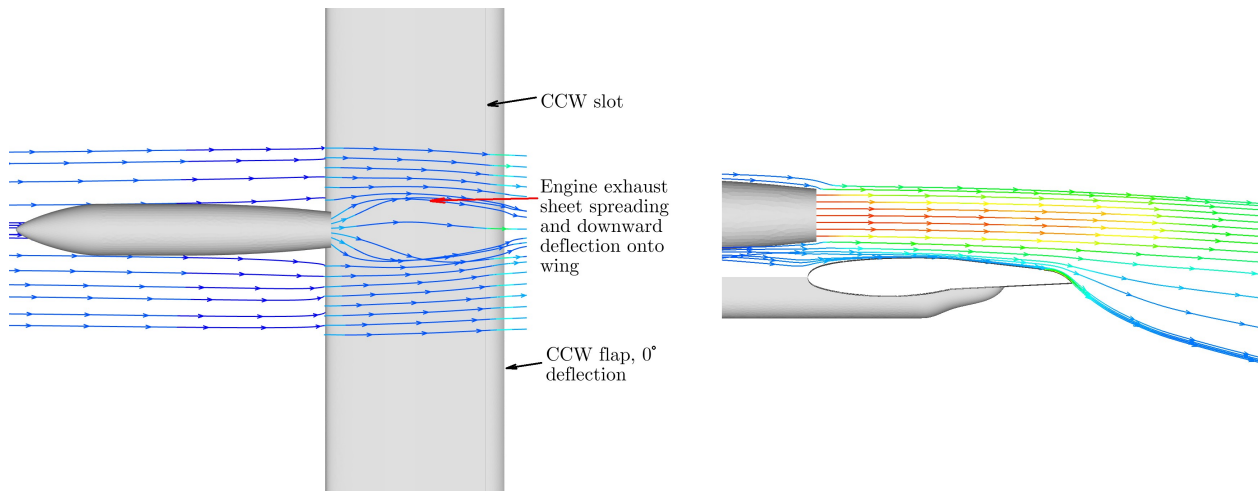 CCW slot
Engine exhaust
sheet spreading
and downward
deflection onto
wing
CCW flap, 0°
deflection